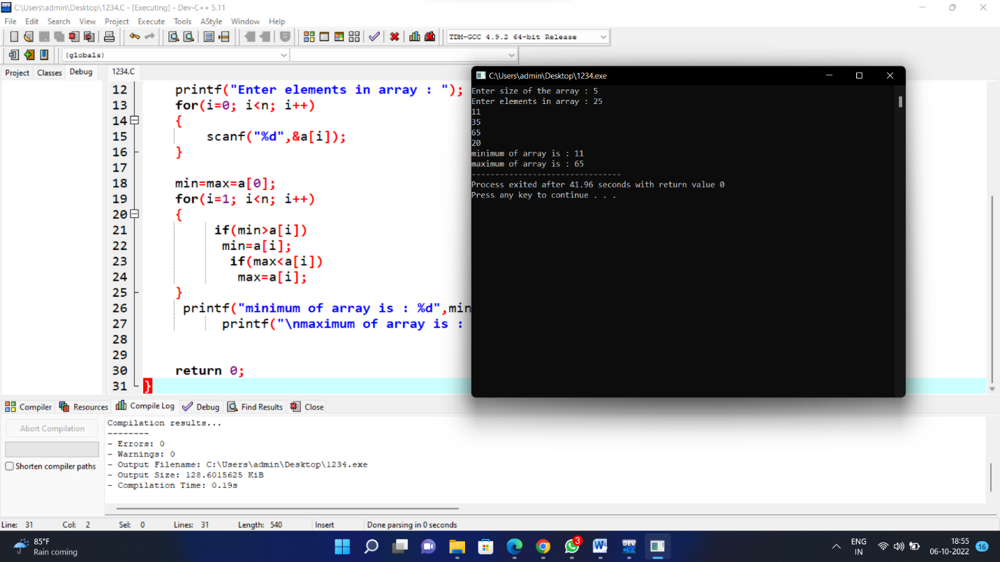 C:\Users\admin\Desktop\1234.C - [Executing] - Dev-C++ 5.11
File Edit Search View Project Execute Tools AStyle Window Help
TDM-GCC 4.9.2 64-bit Release
(globals)
Project Classes Debug 1234.C
12 printf("Enter elements in array : ");
13 for(i=0; i<n; i++)
14 {
15 scanf("%d",&a[i]);
16 }
17
18 min=max=a[0];
19 for(i=1; i<n; i++)
20 {
21 if(min>a[i])
22 min=a[i];
23 if(max<a[i])
24 max=a[i];
25 }
26 printf("minimum of array is : %d",min
27 printf("\nmaximum of array is :
28
29
30 return 0;
31 }
C:\Users\admin\Desktop\1234.exe
Enter size of the array : 5
Enter elements in array : 25
11
35
65
20
minimum of array is : 11
maximum of array is : 65
--------------------------------
Process exited after 41.96 seconds with return value 0
Press any key to continue . . .
Compiler Resources Compile Log Debug Find Results Close
Abort Compilation
Shorten compiler paths
Compilation results...
--------
- Errors: 0
- Warnings: 0
- Output Filename: C:\Users\admin\Desktop\1234.exe
- Output Size: 128.6015625 KiB
- Compilation Time: 0.19s
Line: 31 Col: 2 Sel: 0 Lines: 31 Length: 540 Insert Done parsing in 0 seconds
85°F
Rain coming
3
W
DEV
ENG
IN
18:55
06-10-2022
16